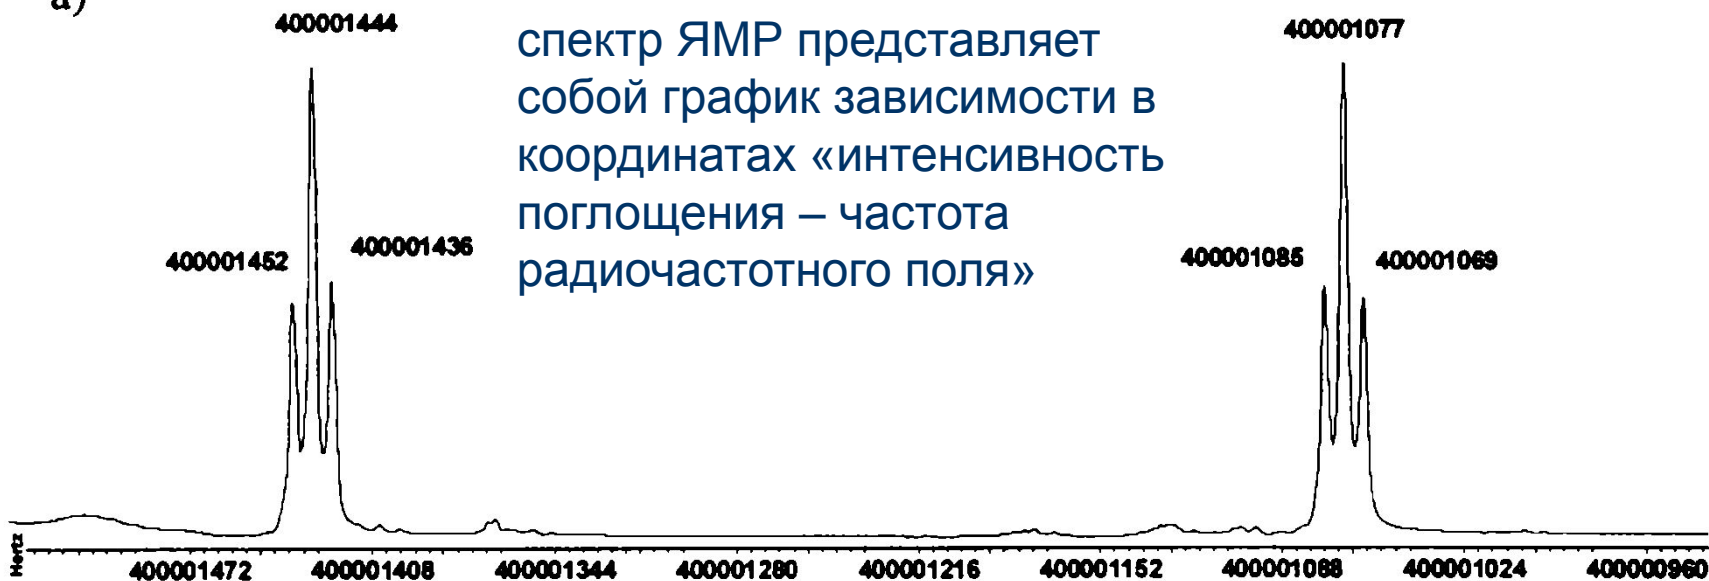 а)
400001444
спектр ЯМР представляет
собой график зависимости в
координатах «интенсивность
поглощения – частота
радиочастотного поля»
400001077
400001452
400001436
400001085
400001069
Hertz
400001472 400001408 400001344 400001280 400001216 400001152 400001088 400001024 400000960